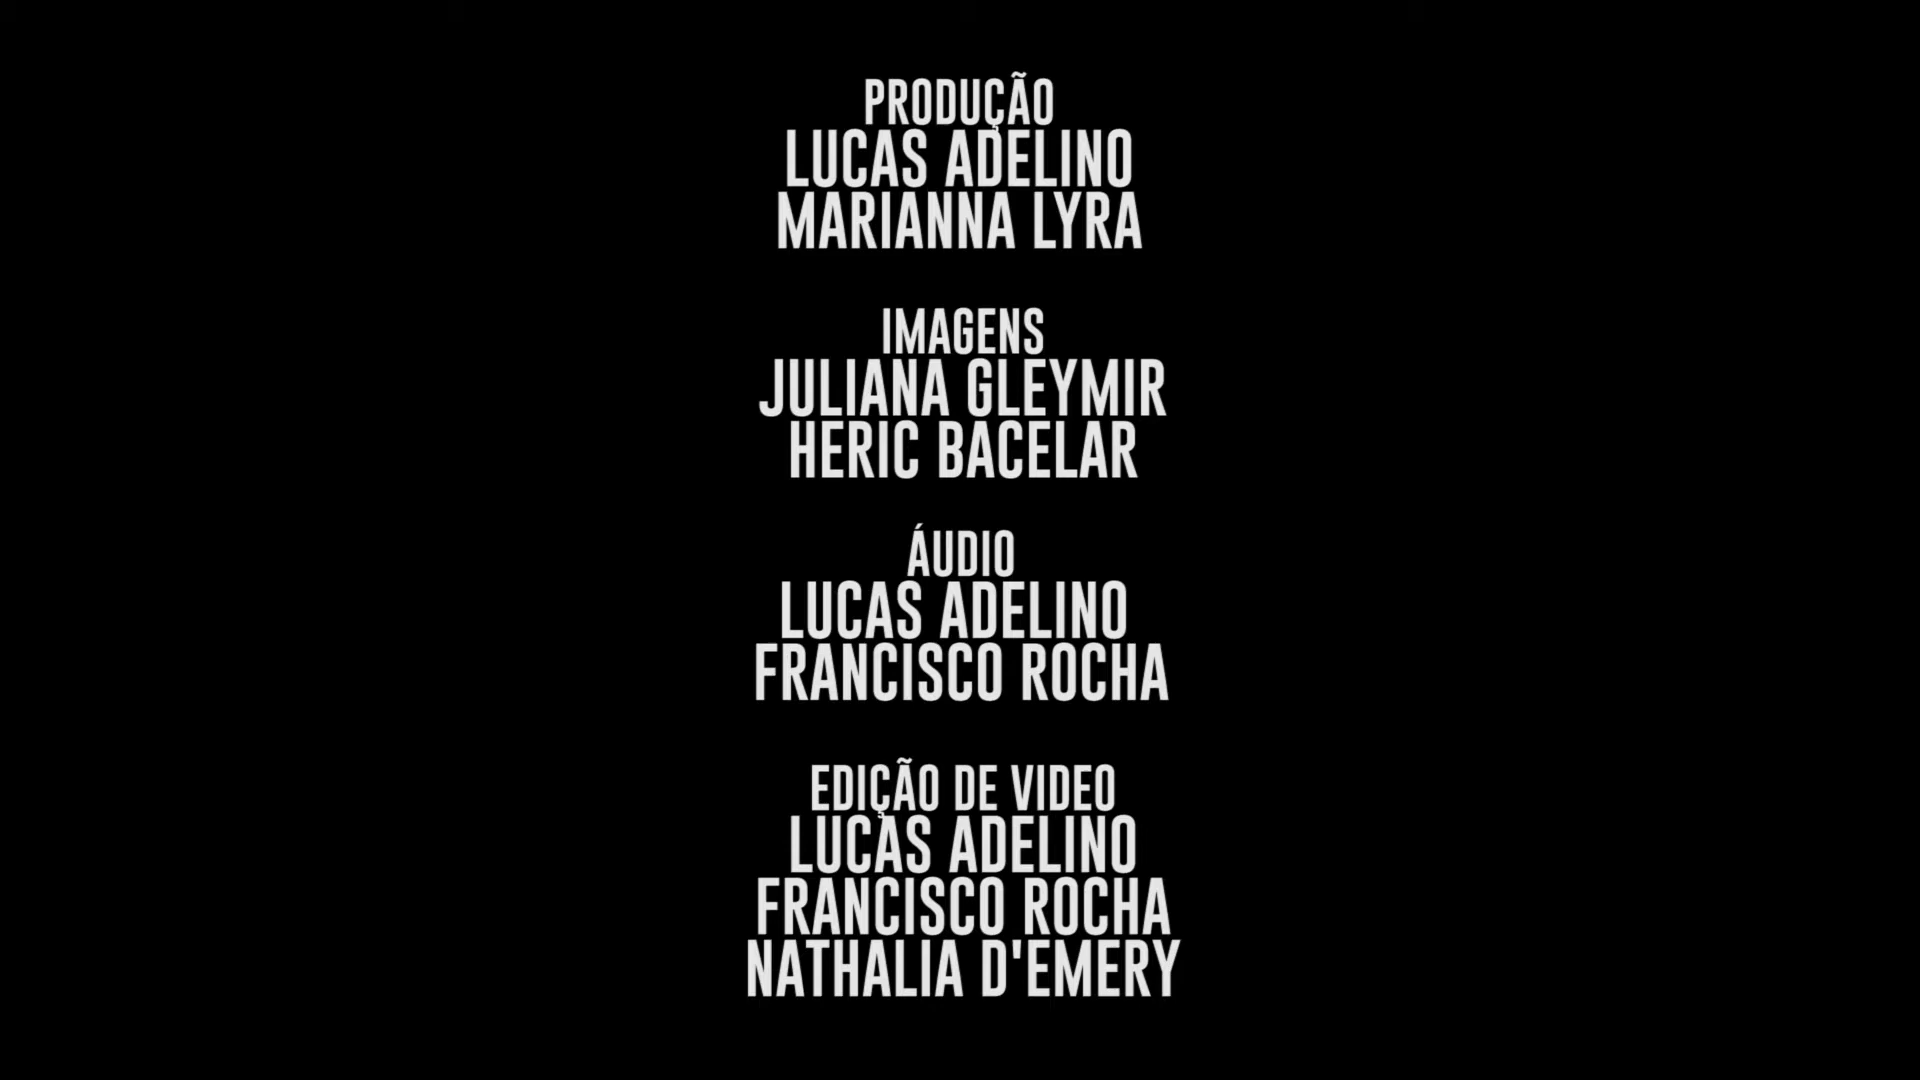 PRODUÇÃO
LUCAS ADELINO
MARIANNA LYRA
IMAGENS
JULIANA GLEYMIR
HERIC BACELAR
ÁUDIO
LUCAS ADELINO
FRANCISCO ROCHA
EDIÇÃO DE VIDEO
LUCAS ADELINO
FRANCISCO ROCHA
NATHALIA D'EMERY